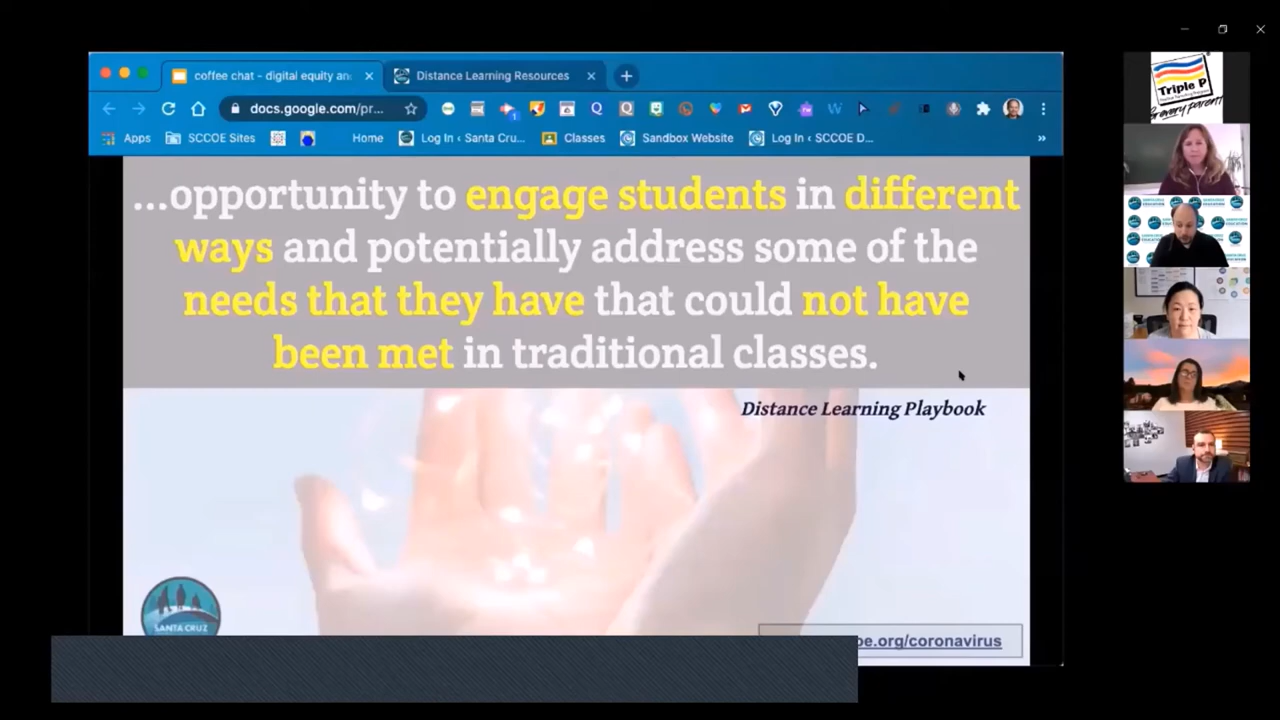 coffee chat - digital equity an
Distance Learning Resources
docs.google.com/pr...
Apps
SCCOE Sites
Home
Log In ‹ Santa Cru...
Classes
Sandbox Website
Log In ‹ SCCOE D...
...opportunity to engage students in different
ways and potentially address some of the
needs that they have that could not have
been met in traditional classes.
Distance Learning Playbook
SANTA CRUZ
oe.org/coronavirus
Triple P
every parent